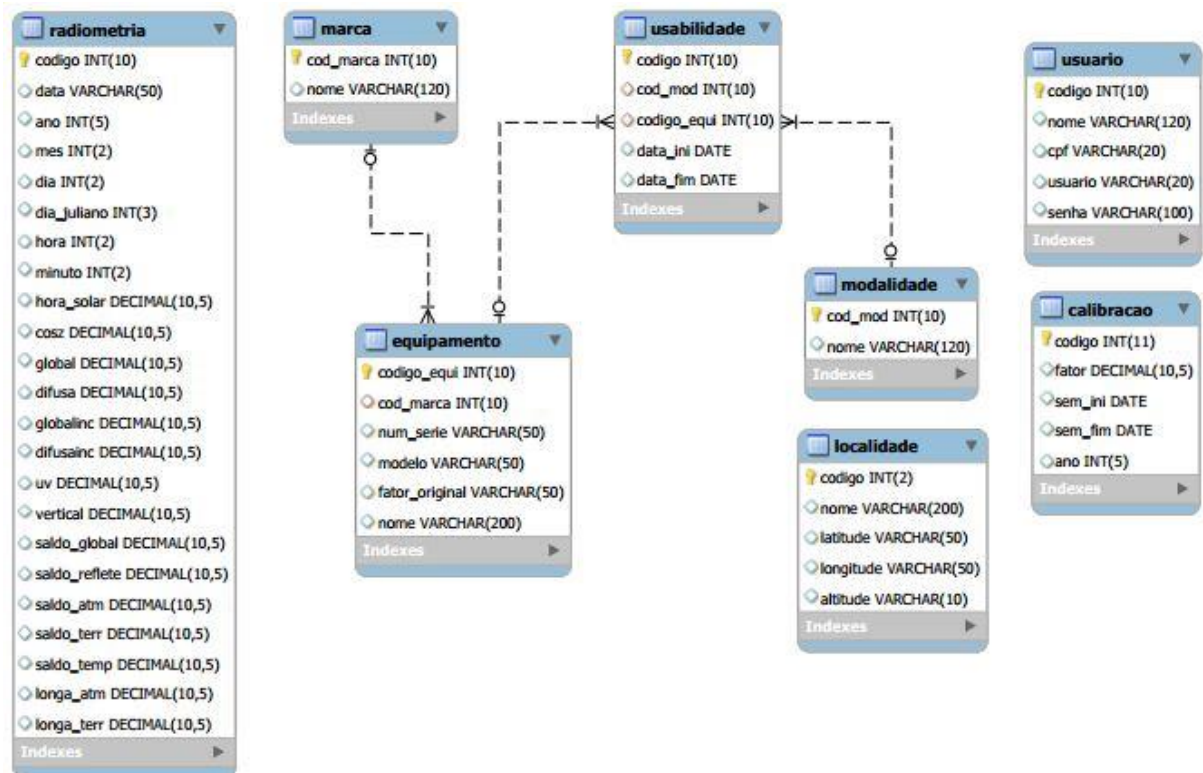 radiometria
codigo INT(10)
data VARCHAR(50)
ano INT(5)
mes INT(2)
dia INT(2)
dia_juliano INT(3)
hora INT(2)
minuto INT(2)
hora_solar DECIMAL(10,5)
cosz DECIMAL(10,5)
global DECIMAL(10,5)
difusa DECIMAL(10,5)
globalinc DECIMAL(10,5)
difusainc DECIMAL(10,5)
uv DECIMAL(10,5)
vertical DECIMAL(10,5)
saldo_global DECIMAL(10,5)
saldo_reflete DECIMAL(10,5)
saldo_atm DECIMAL(10,5)
saldo_terr DECIMAL(10,5)
saldo_temp DECIMAL(10,5)
longa_atm DECIMAL(10,5)
longa_terr DECIMAL(10,5)
Indexes
marca
cod_marca INT(10)
nome VARCHAR(120)
Indexes
equipamento
codigo_equi INT(10)
cod_marca INT(10)
num_serie VARCHAR(50)
modelo VARCHAR(50)
fator_original VARCHAR(50)
nome VARCHAR(200)
Indexes
usabilidade
codigo INT(10)
cod_mod INT(10)
codigo_equi INT(10)
data_ini DATE
data_fim DATE
Indexes
modalidade
cod_mod INT(10)
nome VARCHAR(120)
Indexes
localidade
codigo INT(2)
nome VARCHAR(200)
latitude VARCHAR(50)
longitude VARCHAR(50)
altitude VARCHAR(10)
Indexes
usuario
codigo INT(10)
nome VARCHAR(120)
cpf VARCHAR(20)
usuario VARCHAR(20)
senha VARCHAR(100)
Indexes
calibracao
codigo INT(11)
fator DECIMAL(10,5)
sem_ini DATE
sem_fim DATE
ano INT(5)
Indexes